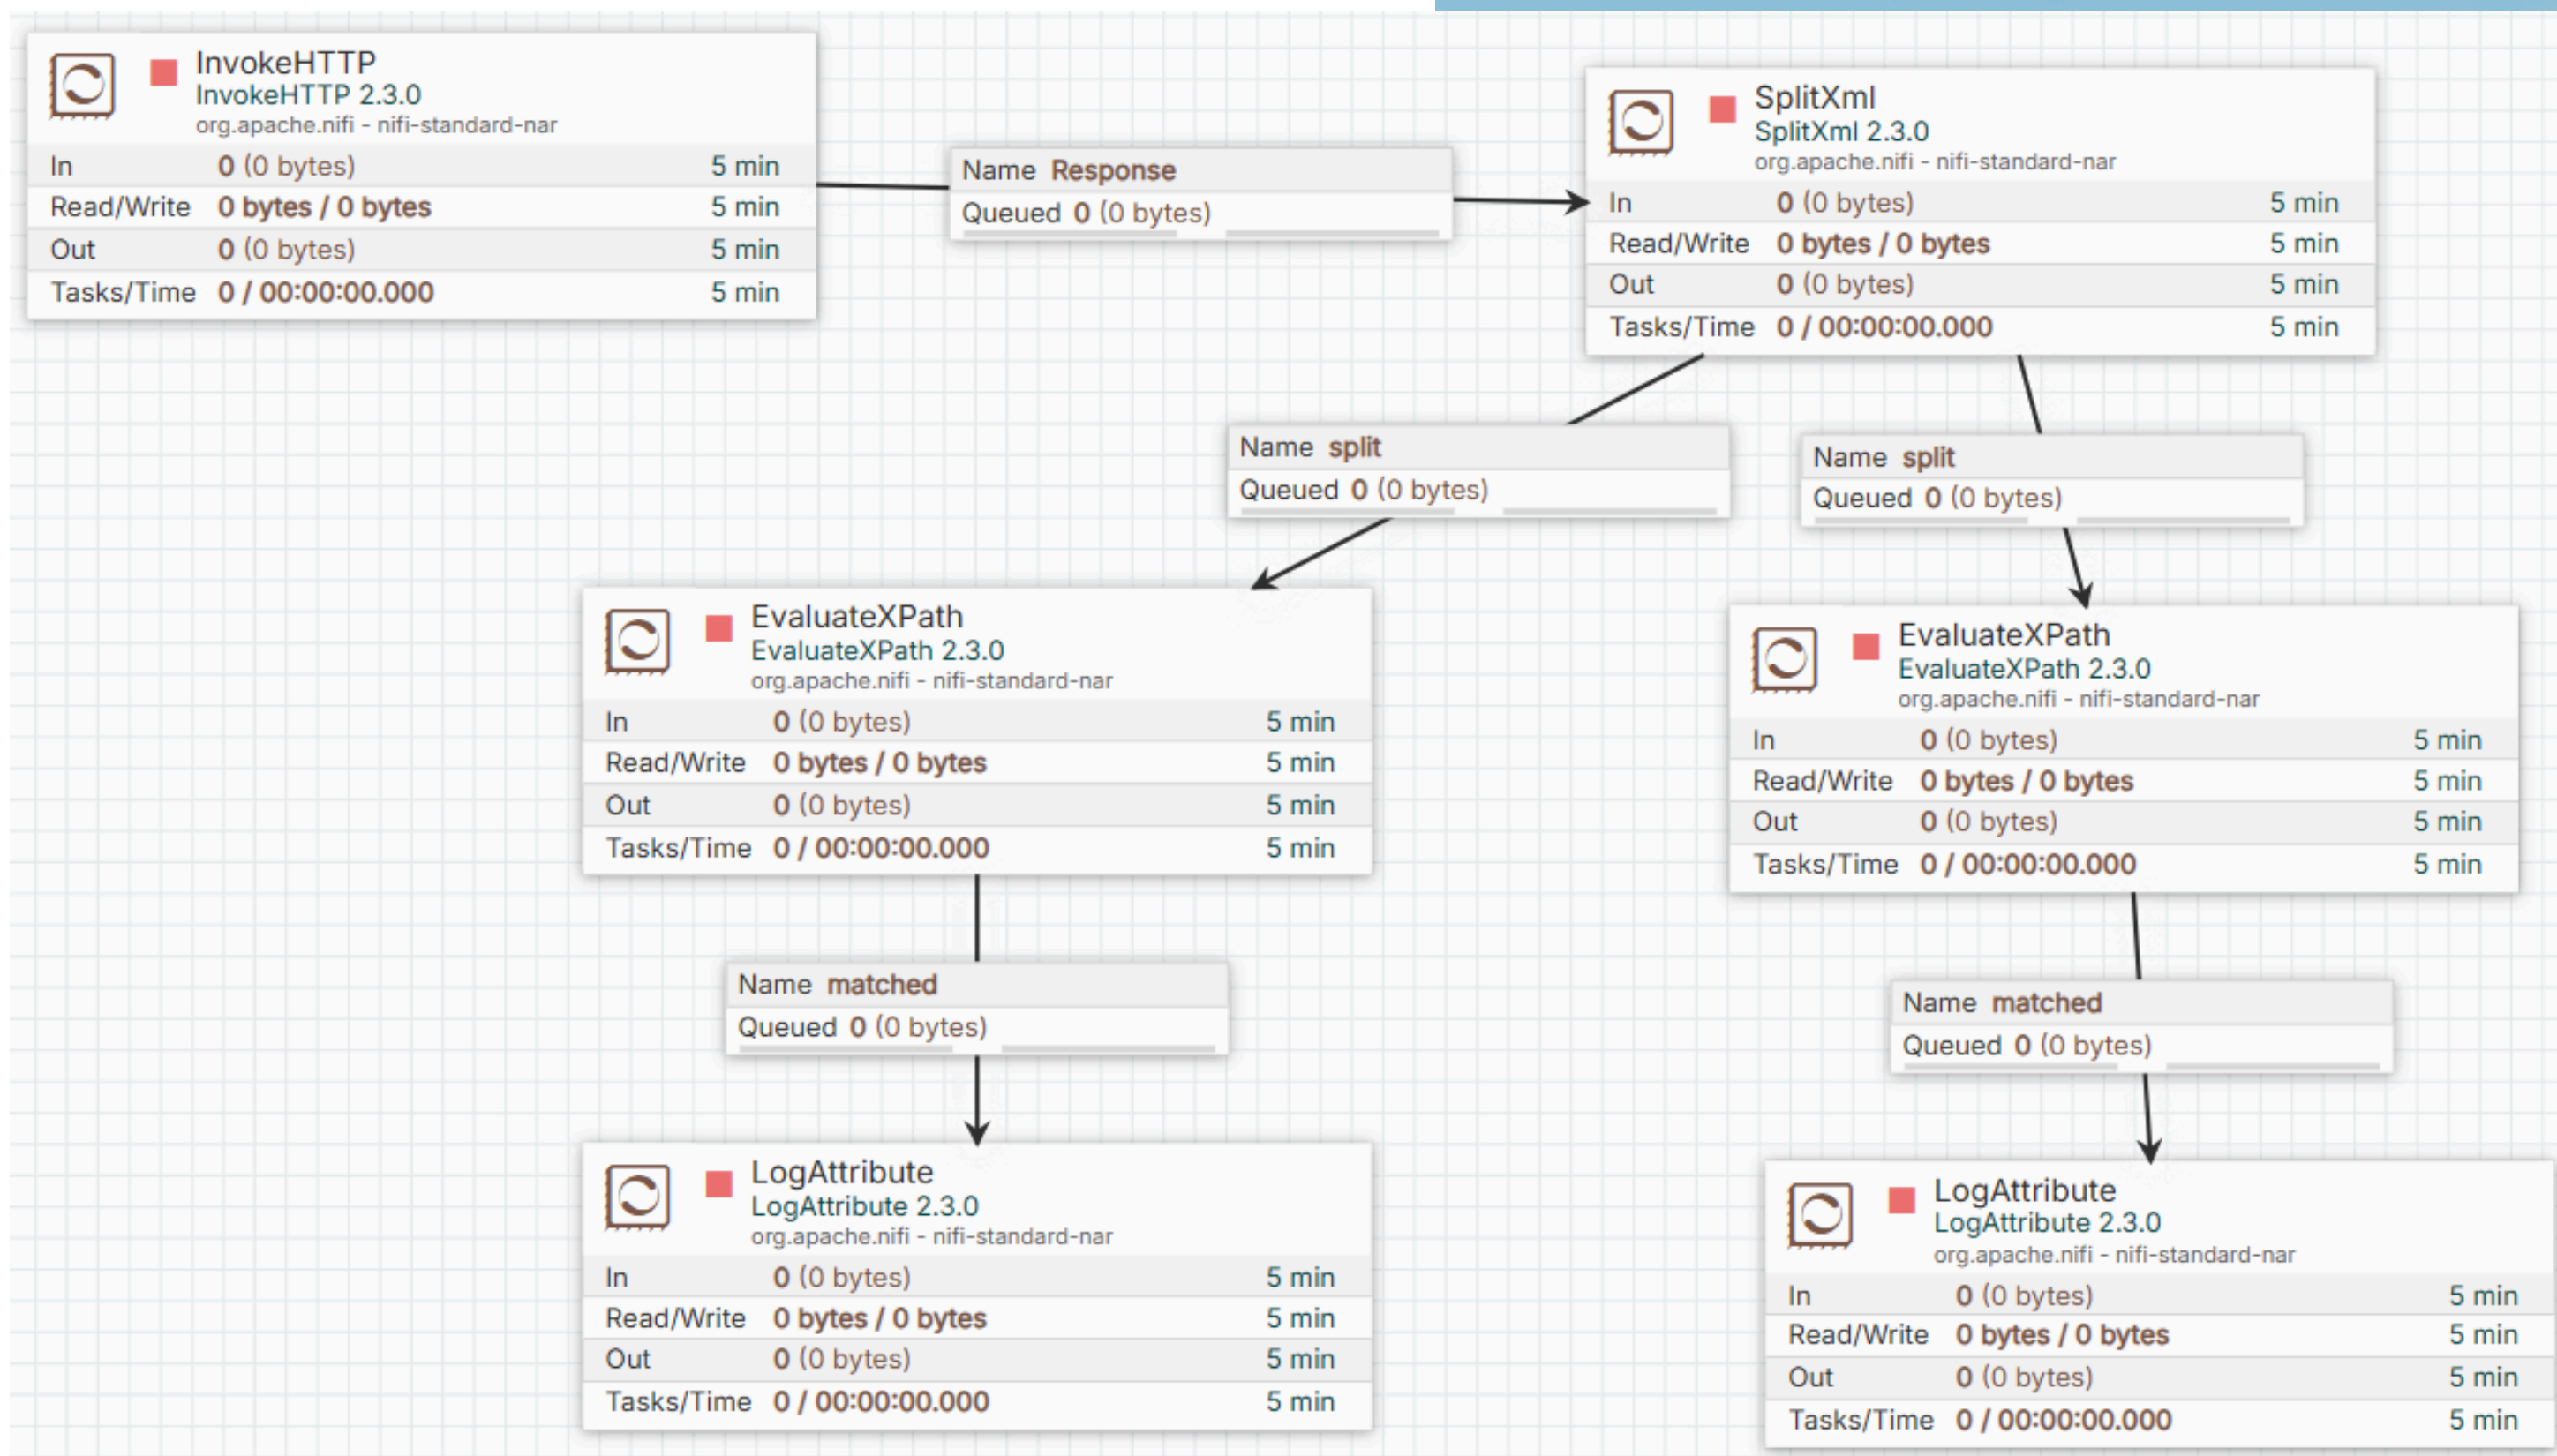 InvokeHTTP
InvokeHTTP 2.3.0
org.apache.nifi - nifi-standard-nar
In 0 (0 bytes) 5 min
Read/Write 0 bytes / 0 bytes 5 min
Out 0 (0 bytes) 5 min
Tasks/Time 0 / 00:00:00.000 5 min
Name Response
Queued 0 (0 bytes)
SplitXml
SplitXml 2.3.0
org.apache.nifi - nifi-standard-nar
In 0 (0 bytes) 5 min
Read/Write 0 bytes / 0 bytes 5 min
Out 0 (0 bytes) 5 min
Tasks/Time 0 / 00:00:00.000 5 min
Name split
Queued 0 (0 bytes)
Name split
Queued 0 (0 bytes)
EvaluateXPath
EvaluateXPath 2.3.0
org.apache.nifi - nifi-standard-nar
In 0 (0 bytes) 5 min
Read/Write 0 bytes / 0 bytes 5 min
Out 0 (0 bytes) 5 min
Tasks/Time 0 / 00:00:00.000 5 min
EvaluateXPath
EvaluateXPath 2.3.0
org.apache.nifi - nifi-standard-nar
In 0 (0 bytes) 5 min
Read/Write 0 bytes / 0 bytes 5 min
Out 0 (0 bytes) 5 min
Tasks/Time 0 / 00:00:00.000 5 min
Name matched
Queued 0 (0 bytes)
Name matched
Queued 0 (0 bytes)
LogAttribute
LogAttribute 2.3.0
org.apache.nifi - nifi-standard-nar
In 0 (0 bytes) 5 min
Read/Write 0 bytes / 0 bytes 5 min
Out 0 (0 bytes) 5 min
Tasks/Time 0 / 00:00:00.000 5 min
LogAttribute
LogAttribute 2.3.0
org.apache.nifi - nifi-standard-nar
In 0 (0 bytes) 5 min
Read/Write 0 bytes / 0 bytes 5 min
Out 0 (0 bytes) 5 min
Tasks/Time 0 / 00:00:00.000 5 min